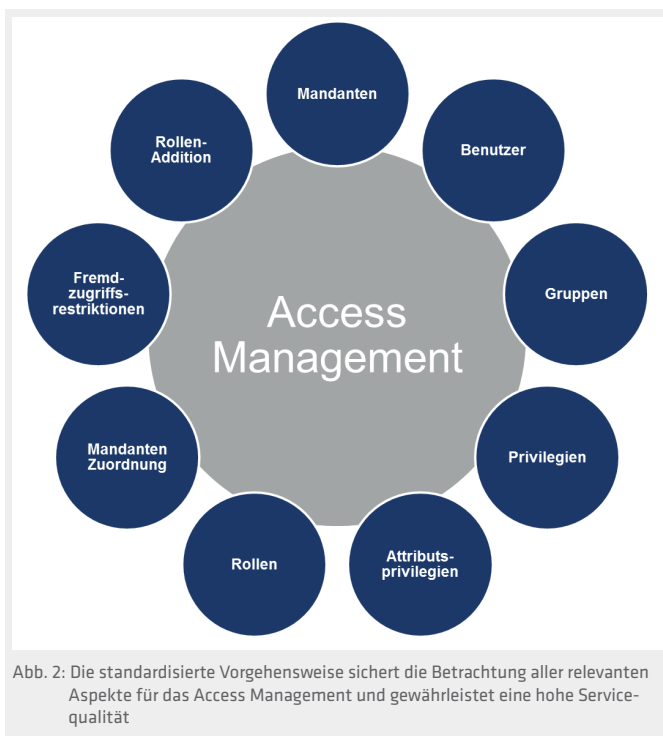 Mandanten
Benutzer
Gruppen
Privilegien
Attributs-
privilegien
Rollen
Mandanten
Zuordnung
Fremd-
zugriffs-
restriktionen
Rollen-
Addition
Access
Management
Abb. 2: Die standardisierte Vorgehensweise sichert die Betrachtung aller relevanten
Aspekte für das Access Management und gewährleistet eine hohe Service-
qualität